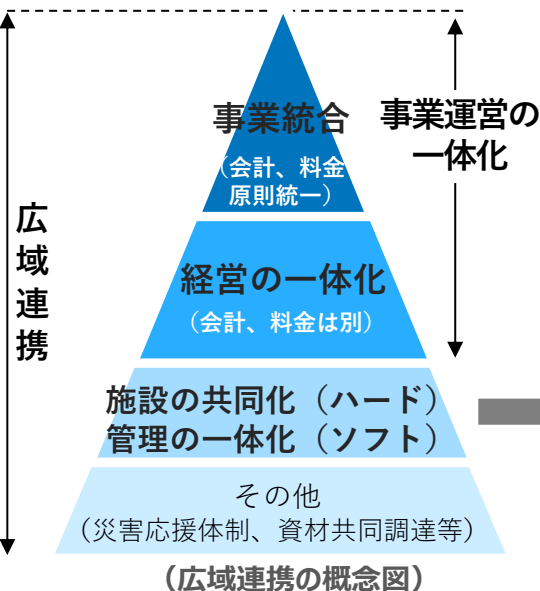 事業統合
（会計、料金
原則統一）
事業運営の
一体化
広域連携
経営の一体化
（会計、料金は別）
施設の共同化（ハード）
管理の一体化（ソフト）
その他
（災害応援体制、資材共同調達等）
（広域連携の概念図）